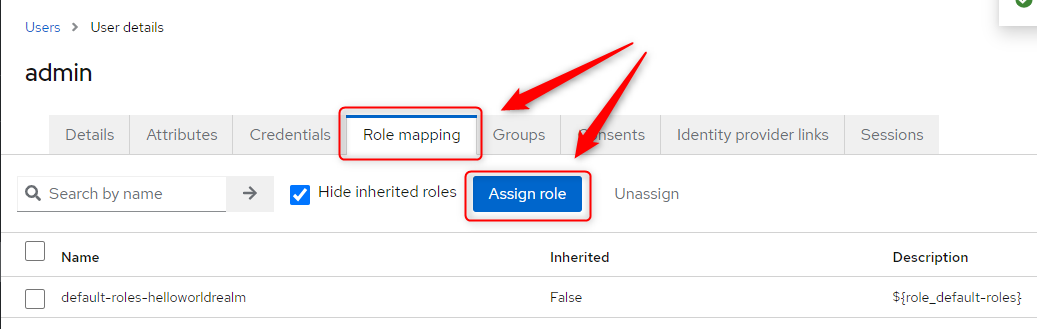 Users > User details
admin
Details Attributes Credentials Role mapping Groups Consents Identity provider links Sessions
Search by name Hide inherited roles Assign role Unassign
Name Inherited Description
default-roles-helloworldrealm False ${role_default-roles}